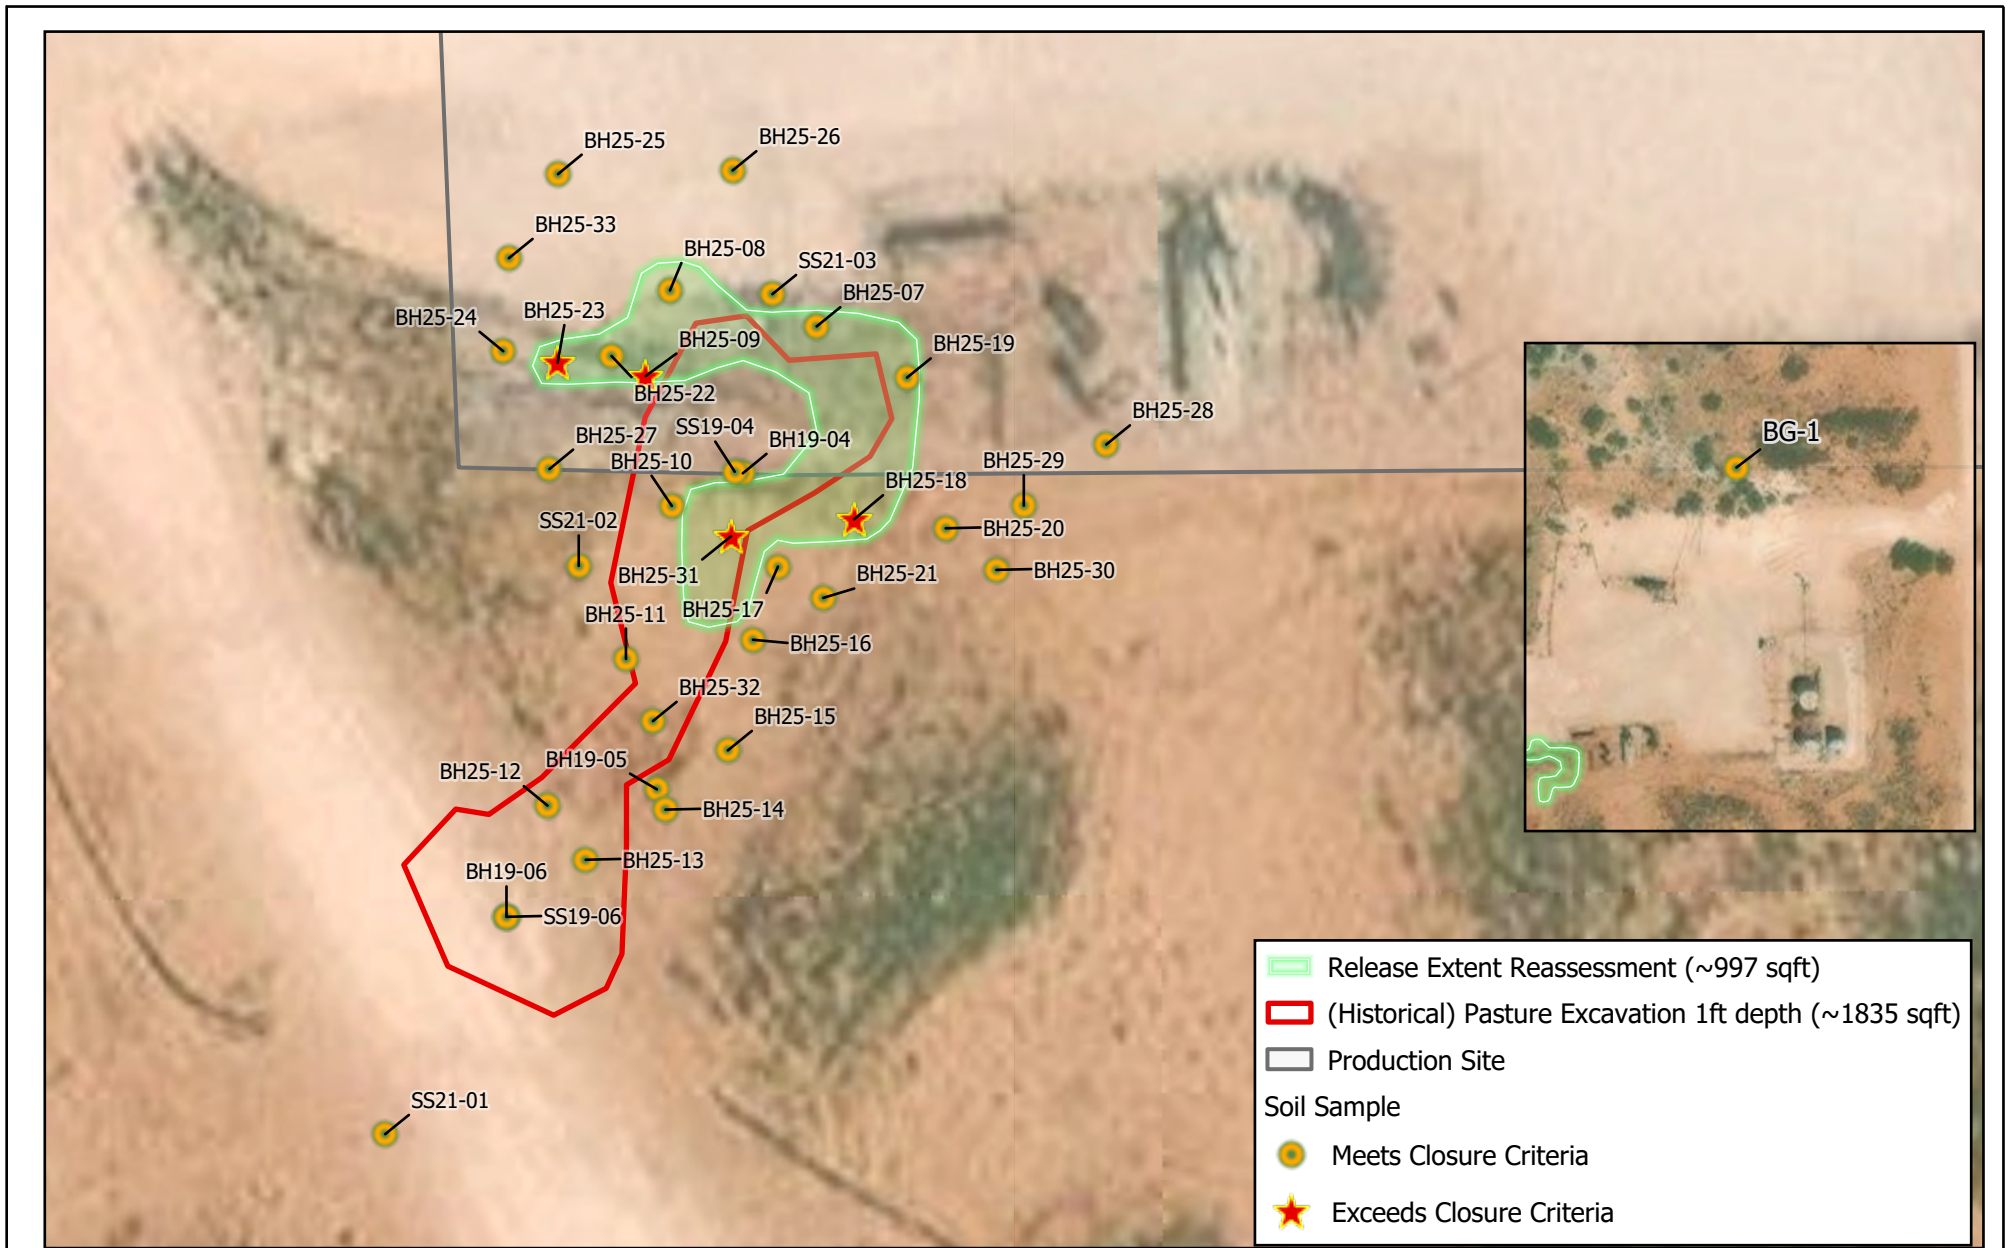 BH25-25
BH25-26
BH25-33
BH25-08
SS21-03
BH25-07
BH25-23
BH25-24
BH25-09
BH25-19
BH25-22
BH25-28
BG-1
SS19-04
BH19-04
BH25-27
BH25-10
BH25-29
BH25-18
SS21-02
BH25-20
BH25-31
BH25-21
BH25-30
BH25-17
BH25-11
BH25-16
BH25-32
BH25-15
BH19-05
BH25-12
BH25-14
BH25-13
BH19-06
SS19-06
SS21-01
Release Extent Reassessment (~997 sqft)
(Historical) Pasture Excavation 1ft depth (~1835 sqft)
Production Site
Soil Sample
Meets Closure Criteria
Exceeds Closure Criteria